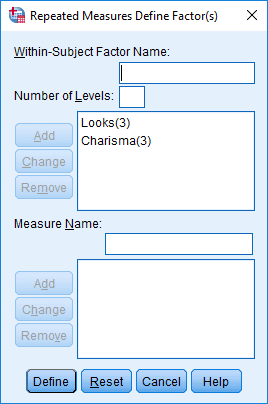 Repeated Measures Define Factor(s)
Within-Subject Factor Name:
Number of Levels:
Add
Change
Remove
Looks(3)
Charisma(3)
Measure Name:
Add
Change
Remove
Define Reset Cancel Help